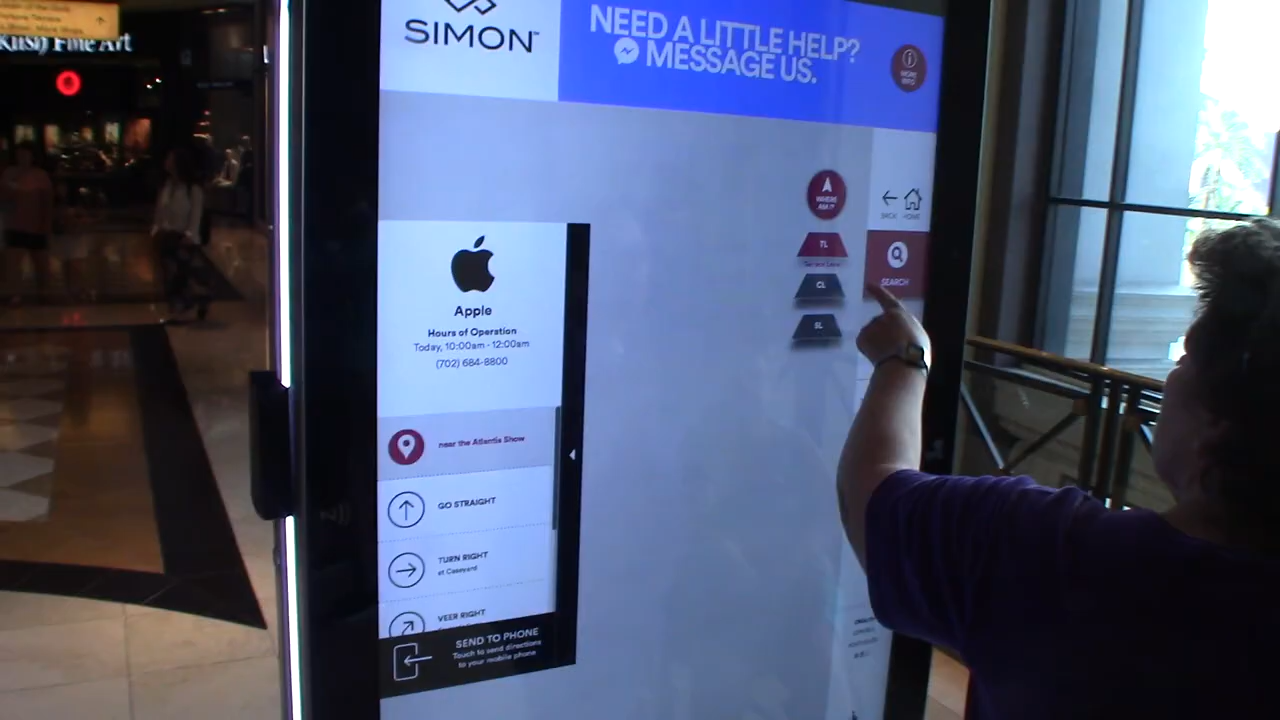 Fine Art
SIMON
NEED A LITTLE HELP?
MESSAGE US.
MORE
INFO
WHERE
AM I?
BACK
HOME
TL
CL
SL
SEARCH
Apple
Hours of Operation
Today, 10:00am - 12:00am
(702) 684-8800
near the Atlantis Show
GO STRAIGHT
TURN RIGHT
VEER RIGHT
SEND TO PHONE
Touch to send directions
to your mobile phone